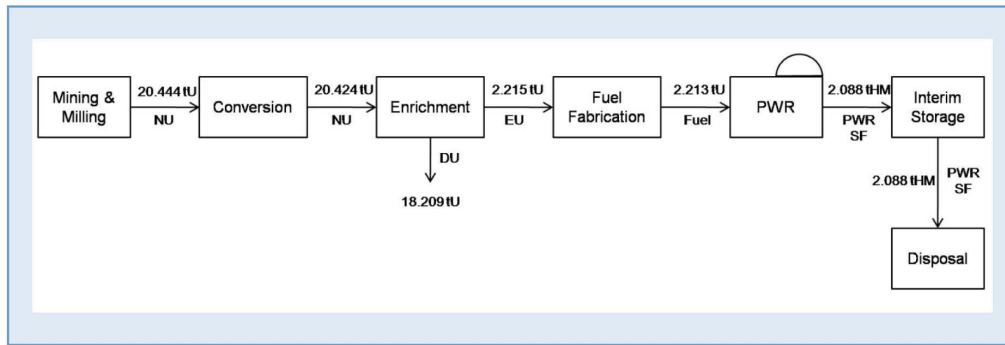 Mining &
Milling
20.444 tU
NU
Conversion
20.424 tU
NU
Enrichment
2.215 tU
EU
Fuel
Fabrication
2.213 tU
Fuel
PWR
2.088 tHM
PWR
SF
Interim
Storage
DU
18.209 tU
2.088 tHM
PWR
SF
Disposal